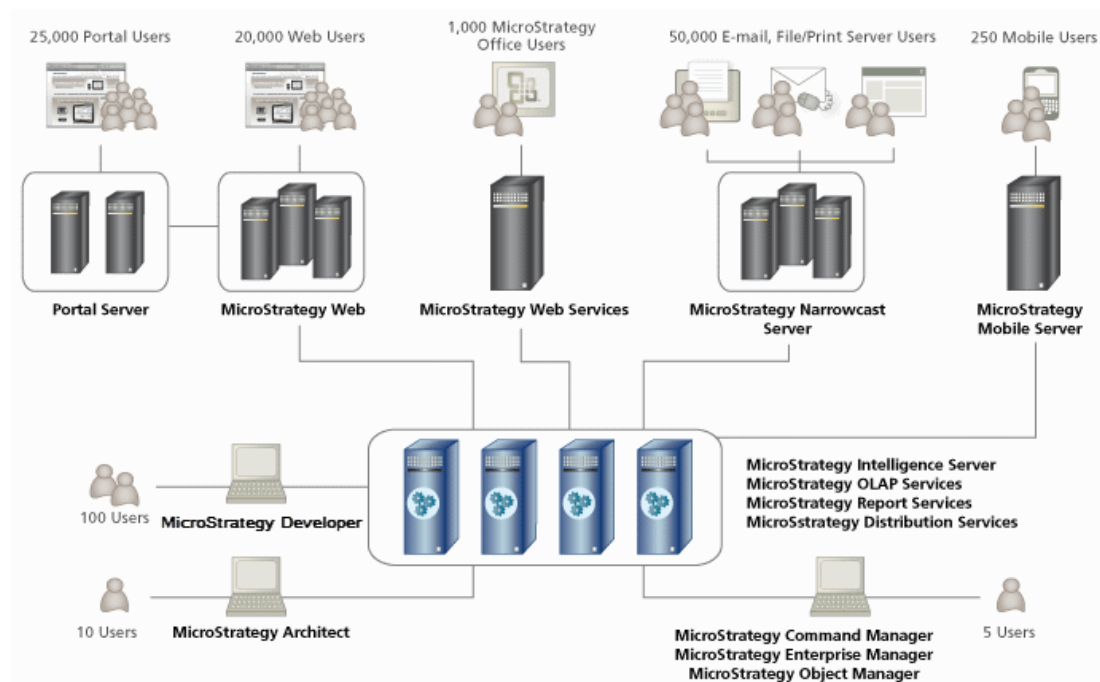 25,000 Portal Users
20,000 Web Users
1,000 MicroStrategy
Office Users
50,000 E-mail, File/Print Server Users
250 Mobile Users
Portal Server
MicroStrategy Web
MicroStrategy Web Services
MicroStrategy Narrowcast
Server
MicroStrategy
Mobile Server
100 Users
MicroStrategy Developer
MicroStrategy Intelligence Server
MicroStrategy OLAP Services
MicroStrategy Report Services
MicroSstrategy Distribution Services
10 Users
MicroStrategy Architect
MicroStrategy Command Manager
MicroStrategy Enterprise Manager
MicroStrategy Object Manager
5 Users